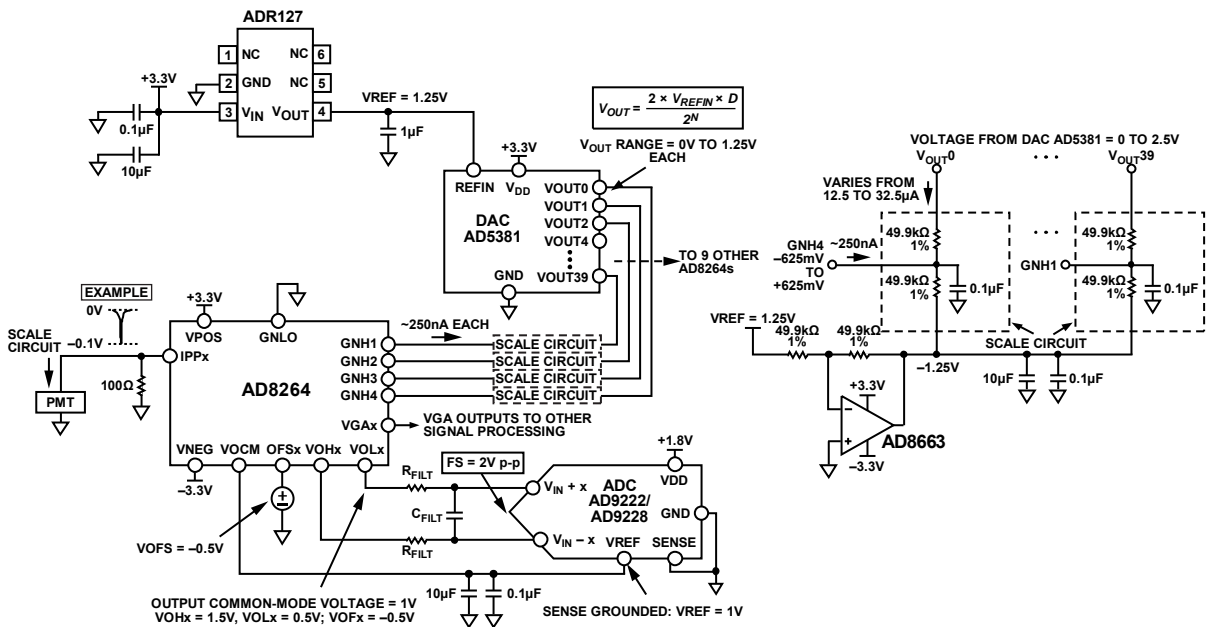 ADR127
1 NC NC 6
2 GND NC 5
3 VIN VOUT 4
+3.3V
0.1µF
10µF
VREF = 1.25V
1µF
VOUT = 2 × VREFIN × D / 2N
VOUT RANGE = 0V TO 1.25V
EACH
+3.3V
REFIN VDD VOUT0
VOUT1
VOUT2
VOUT4
VOUT39
DAC
AD5381
GND
TO 9 OTHER
AD8264s
VOLTAGE FROM DAC AD5381 = 0 TO 2.5V
VOUT0 VOUT39
VARIES FROM
12.5 TO 32.5µA
49.9kΩ
1%
49.9kΩ
1%
GNH4
–625mV
TO
+625mV
~250nA
49.9kΩ
1%
0.1µF
GNH1
49.9kΩ
1%
0.1µF
SCALE CIRCUIT
VREF = 1.25V
49.9kΩ
1%
49.9kΩ
1%
–1.25V
10µF
0.1µF
+3.3V
–
+
AD8663
–3.3V
EXAMPLE
0V
–0.1V
SCALE
CIRCUIT
PMT
100Ω
+3.3V
VPOS GNLO
IPPx
AD8264
GNH1
GNH2
GNH3
GNH4
VGAx
~250nA EACH
SCALE CIRCUIT
SCALE CIRCUIT
SCALE CIRCUIT
SCALE CIRCUIT
VGA OUTPUTS TO OTHER
SIGNAL PROCESSING
VNEG VOCM OFSx VOHx VOLx
–3.3V
VOFS = –0.5V
RFILT
CFILT
RFILT
FS = 2V p-p
+1.8V
VDD
VIN + x
ADC
AD9222/
AD9228
GND
VIN – x
VREF SENSE
10µF
0.1µF
OUTPUT COMMON-MODE VOLTAGE = 1V
VOHx = 1.5V, VOLx = 0.5V; VOFx = –0.5V
SENSE GROUNDED: VREF = 1V